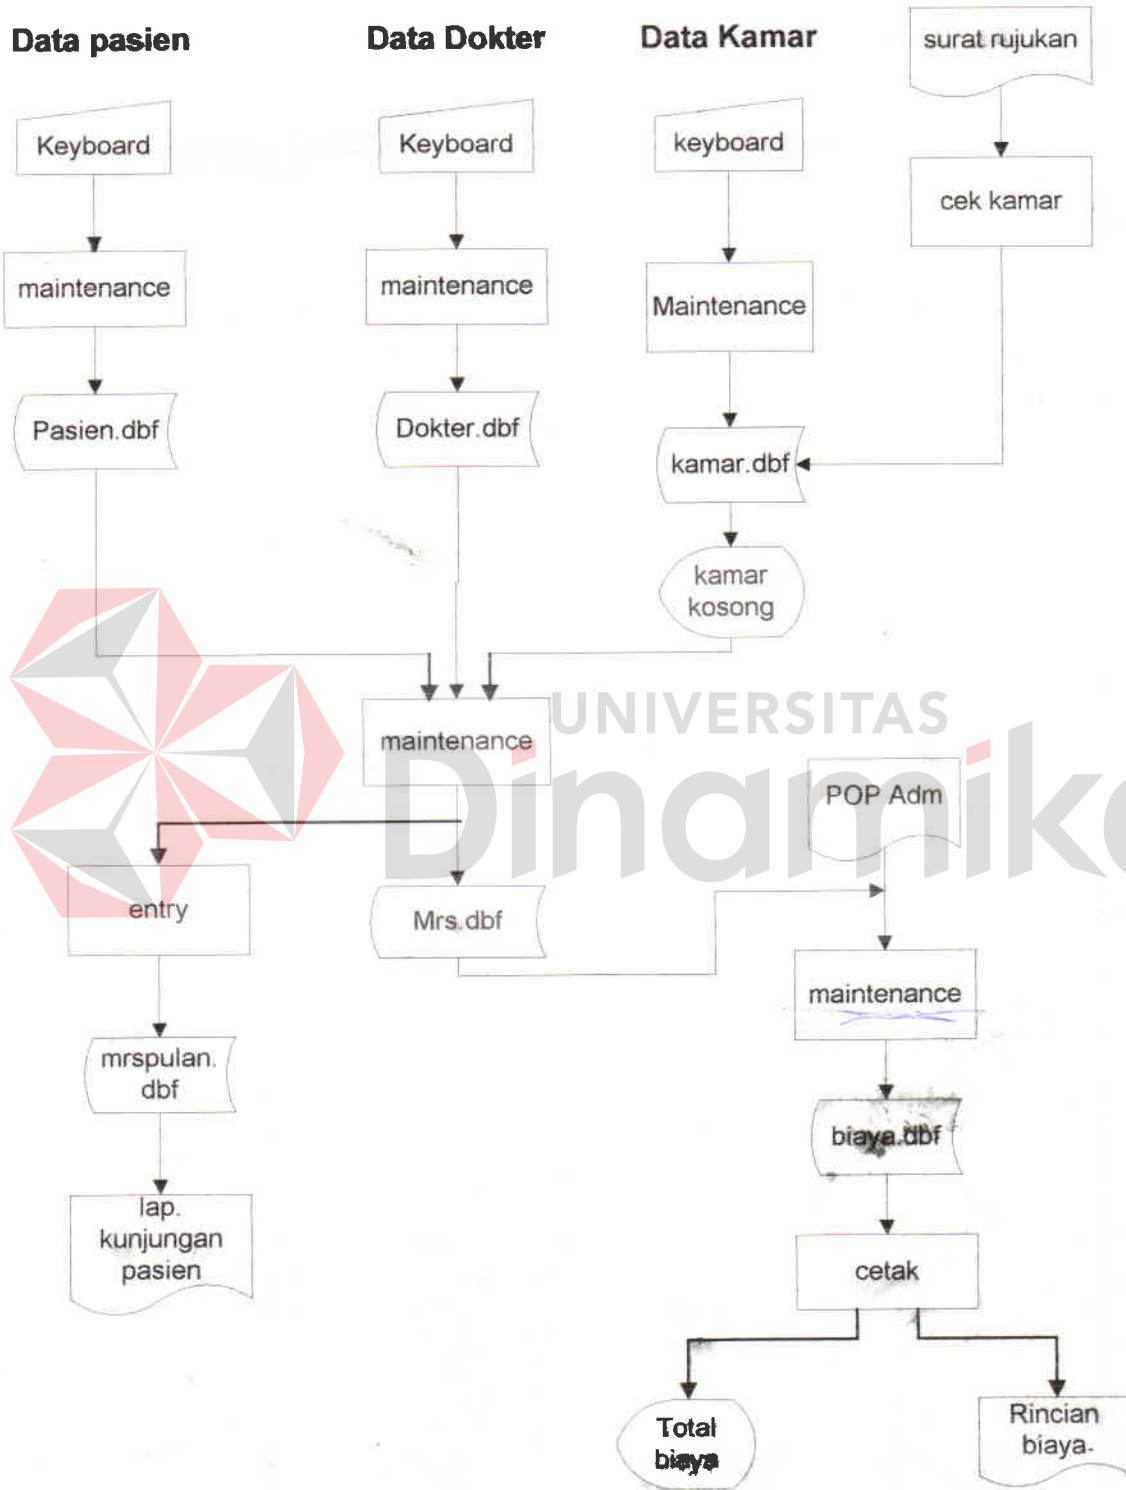 Data pasien
Data Dokter
Data Kamar
surat rujukan
Keyboard
Keyboard
keyboard
cek kamar
maintenance
maintenance
Maintenance
Pasien.dbf
Dokter.dbf
kamar.dbf
kamar
kosong
UNIVERSITAS
Dinamika
maintenance
POP Adm
entry
Mrs.dbf
maintenance
mrspulan.
dbf
biaya.dbf
lap.
kunjungan
pasien
cetak
Total
biaya
Rincian
biaya